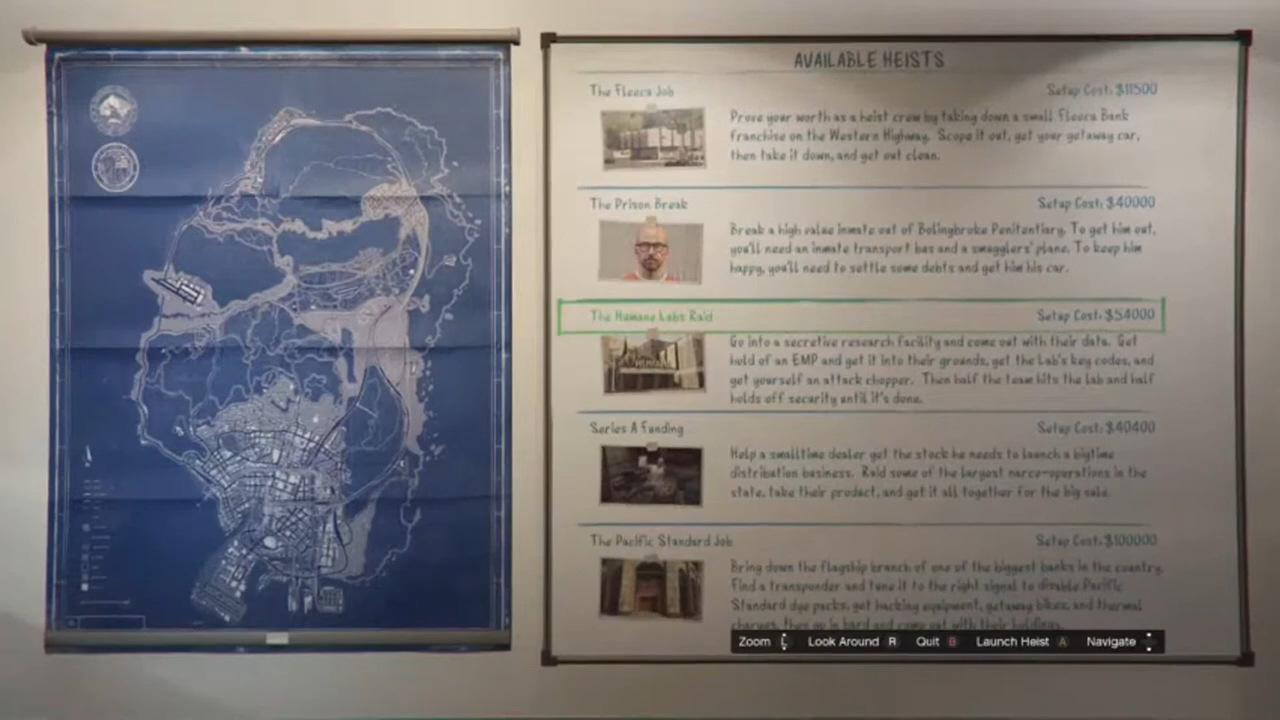 AVAILABLE HEISTS
The Fleeca Job
Setup Cost: $11500
Prove your worth as a heist crew by taking down a small Fleeca Bank
franchise on the Western Highway. Scope it out, get your getaway car,
then take it down, and get out clean.
The Prison Break
Setup Cost: $40000
Break a high value inmate out of Bolingbroke Penitentiary. To get him out,
you'll need an inmate transport bus and a smugglers' plane. To keep him
happy, you'll need to settle some debts and get him his car.
The Humane Labs Raid
Setup Cost: $54000
Go into a secretive research facility and come out with their data. Get
hold of an EMP and get it into their grounds, get the Lab's key codes, and
get yourself an attack chopper. Then half the team hits the lab and half
holds off security until it's done.
Series A Funding
Setup Cost: $40400
Help a smalltime dealer get the stock he needs to launch a bigtime
distribution business. Raid some of the largest narco-operations in the
state, take their product, and get it all together for the big sale.
The Pacific Standard Job
Setup Cost: $100000
Bring down the flagship branch of one of the biggest banks in the country.
Find a transponder and tune it to the right signal to disable Pacific
Standard dye packs, get hacking equipment, getaway bikes, and thermal
charges, then go in hard and come out with their holdings.
Zoom L Look Around R Quit B Launch Heist A Navigate